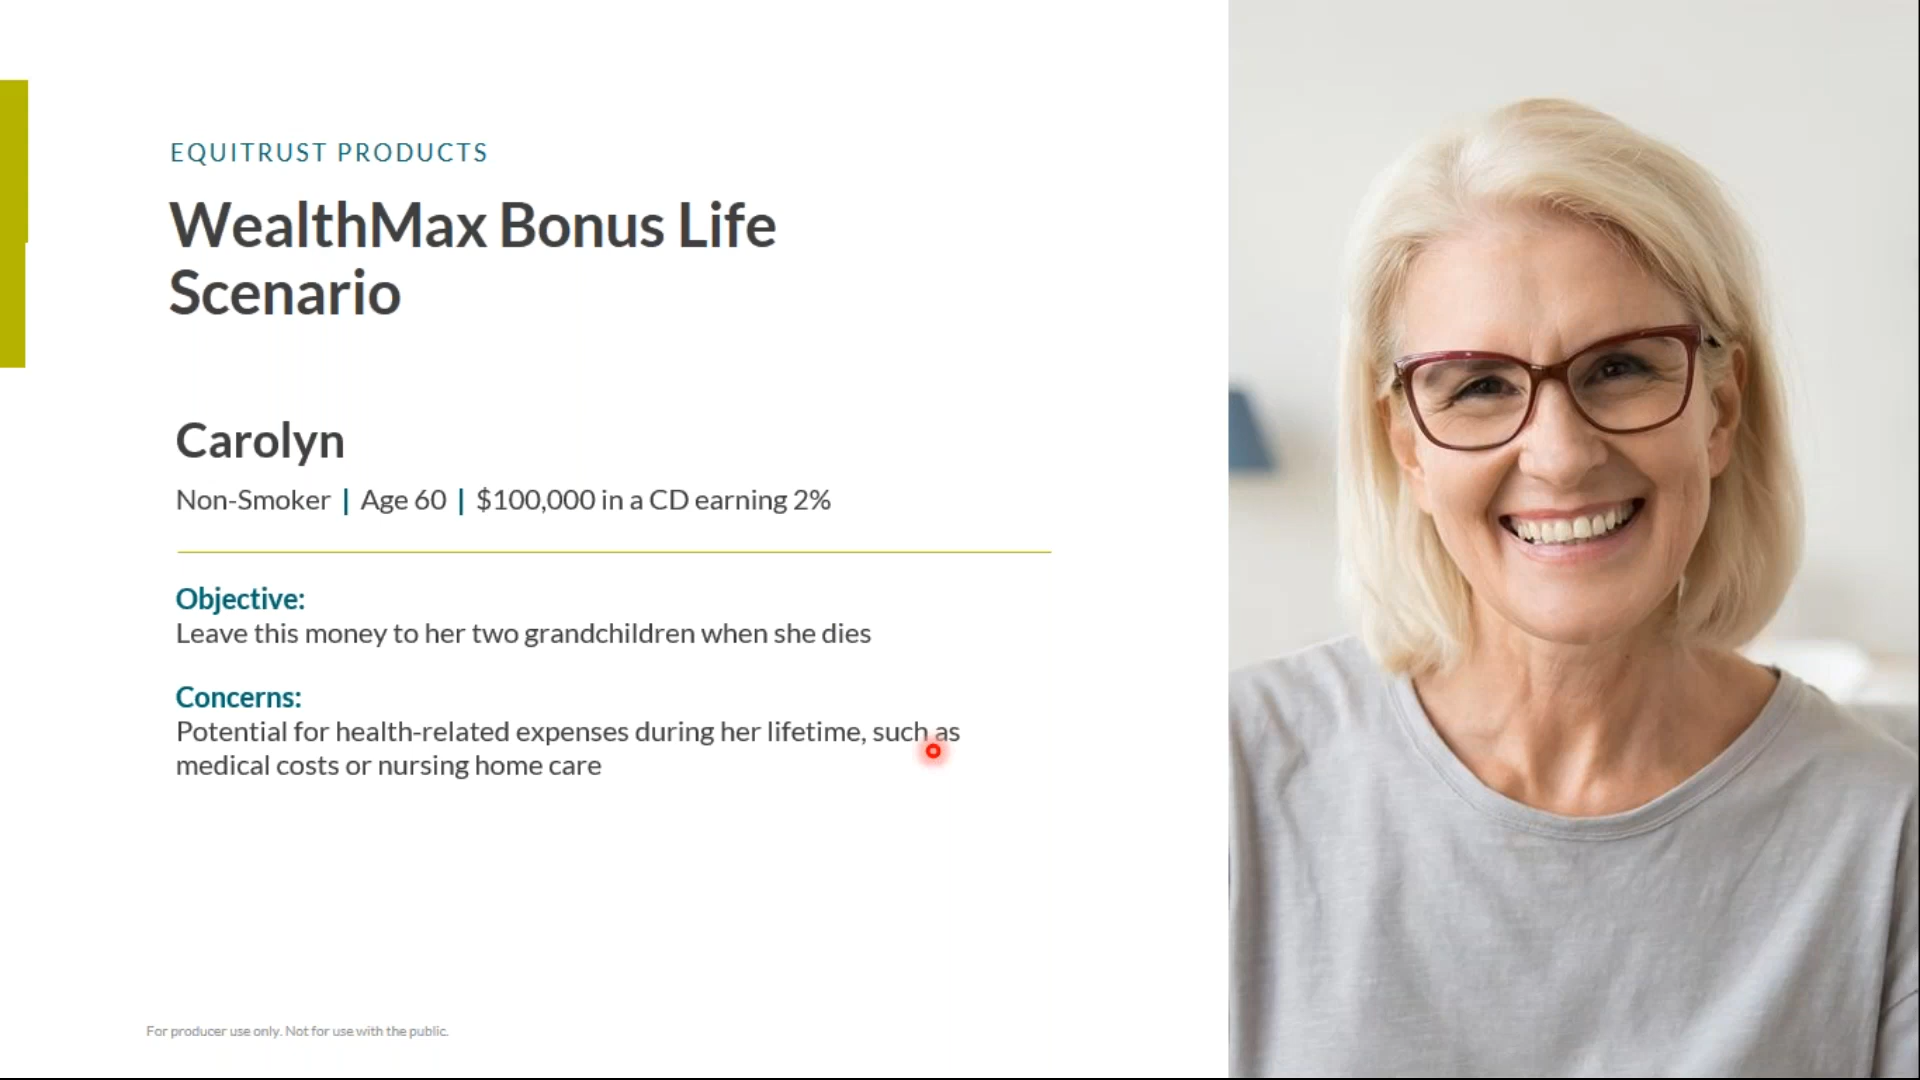 EQUITRUST PRODUCTS
WealthMax Bonus Life
Scenario
Carolyn
Non-Smoker | Age 60 | $100,000 in a CD earning 2%
Objective:
Leave this money to her two grandchildren when she dies
Concerns:
Potential for health-related expenses during her lifetime, such as
medical costs or nursing home care
For producer use only. Not for use with the public.